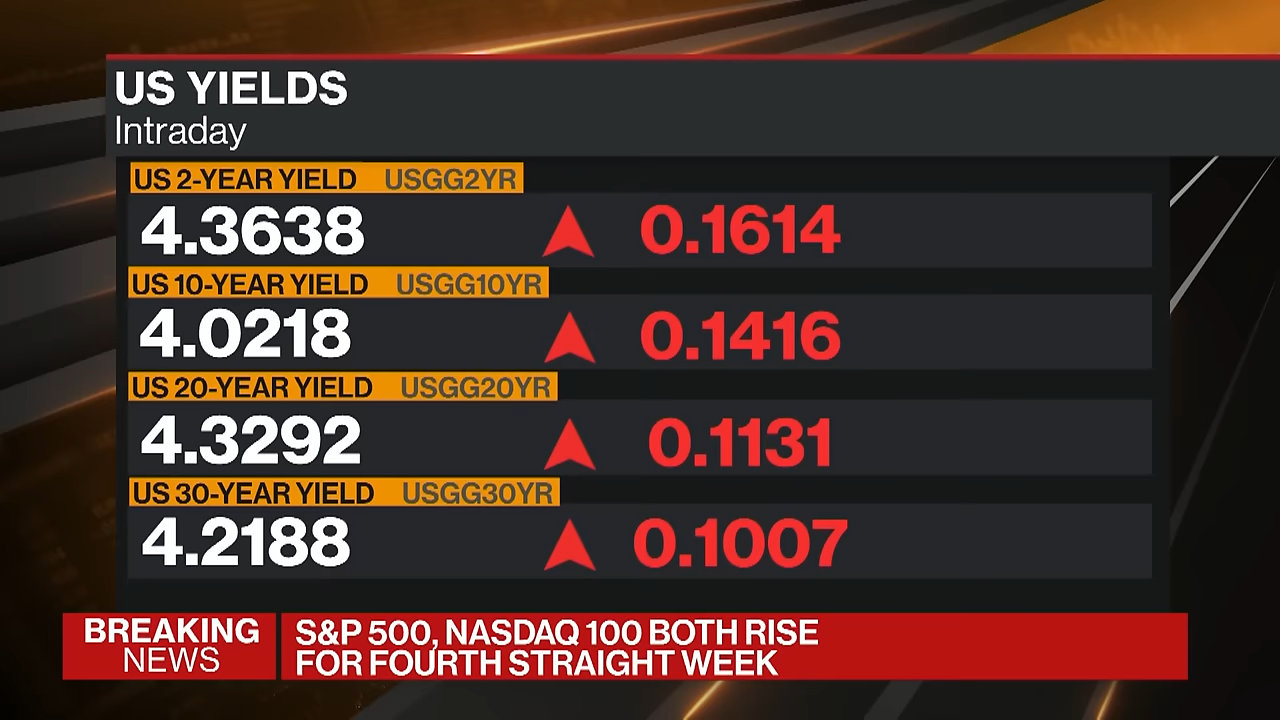 US YIELDS
Intraday
US 2-YEAR YIELD USGG2YR
4.3638 0.1614
US 10-YEAR YIELD USGG10YR
4.0218 0.1416
US 20-YEAR YIELD USGG20YR
4.3292 0.1131
US 30-YEAR YIELD USGG30YR
4.2188 0.1007
BREAKING
NEWS
S&P 500, NASDAQ 100 BOTH RISE
FOR FOURTH STRAIGHT WEEK